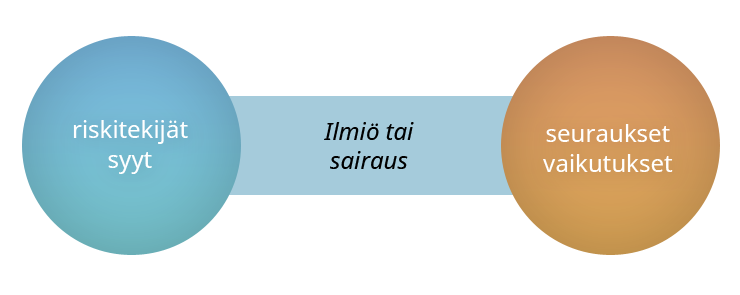 riskitekijät
syyt
Ilmiö tai
sairaus
seuraukset
vaikutukset